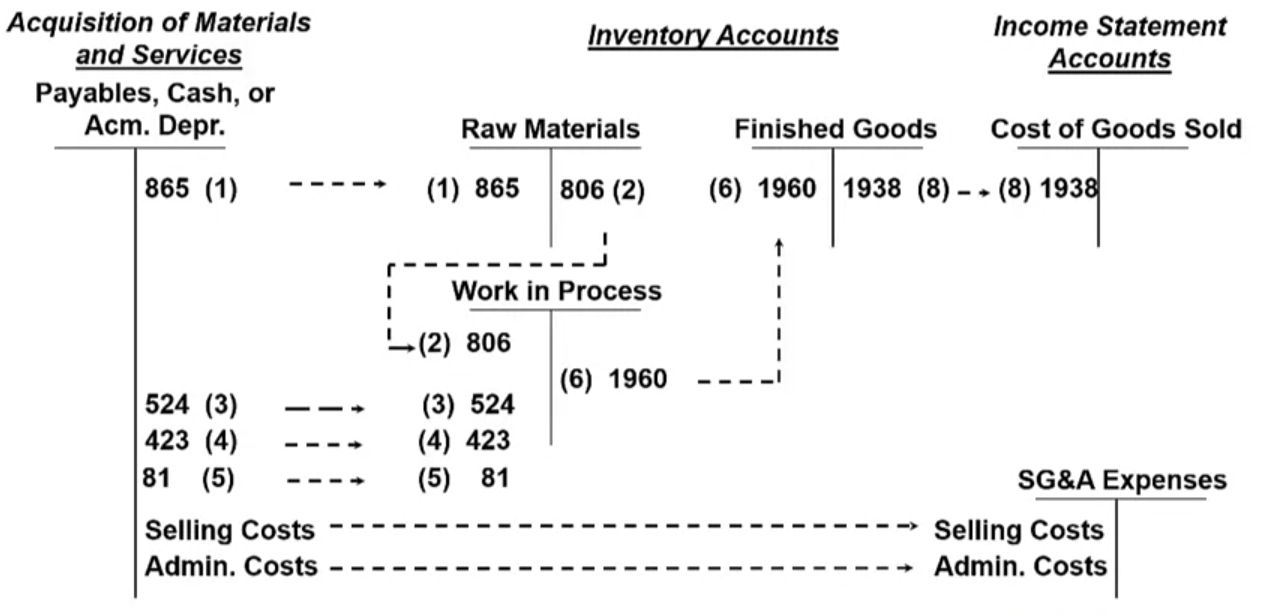 Acquisition of Materials
and Services
Inventory Accounts
Income Statement
Accounts
Payables, Cash, or
Acm. Depr.
Raw Materials
Finished Goods
Cost of Goods Sold
865 (1)
(1) 865
806 (2)
(6) 1960
1938 (8)
(8) 1938
Work in Process
(2) 806
(6) 1960
524 (3)
(3) 524
423 (4)
(4) 423
81 (5)
(5) 81
SG&A Expenses
Selling Costs
Selling Costs
Admin. Costs
Admin. Costs